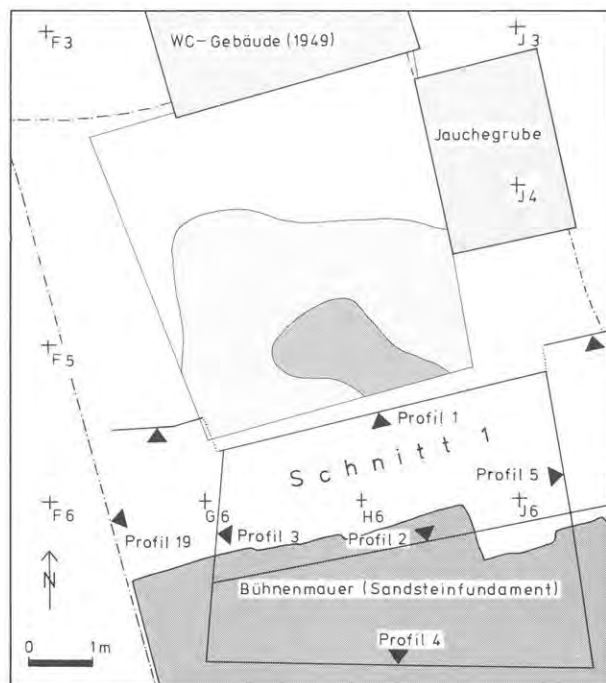 F3
WC-Gebäude (1949)
J3
Jauchegrube
J4
F5
Profil 1
Schnitt 1
Profil 5
F6
G6
H6
J6
Profil 19
Profil 3
Profil 2
N
Bühnenmauer (Sandsteinfundament)
Profil 4
0 1m